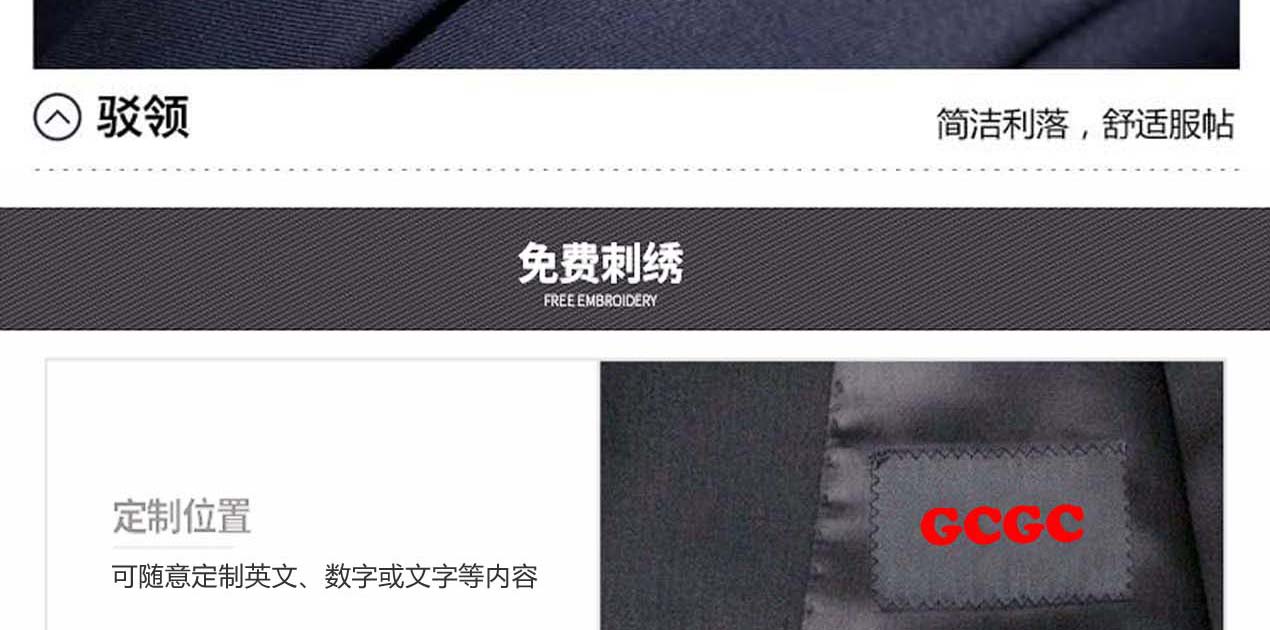 驳领
简洁利落，舒适服帖
免费刺绣
FREE EMBROIDERY
定制位置
可随意定制英文、数字或文字等内容
GCGC